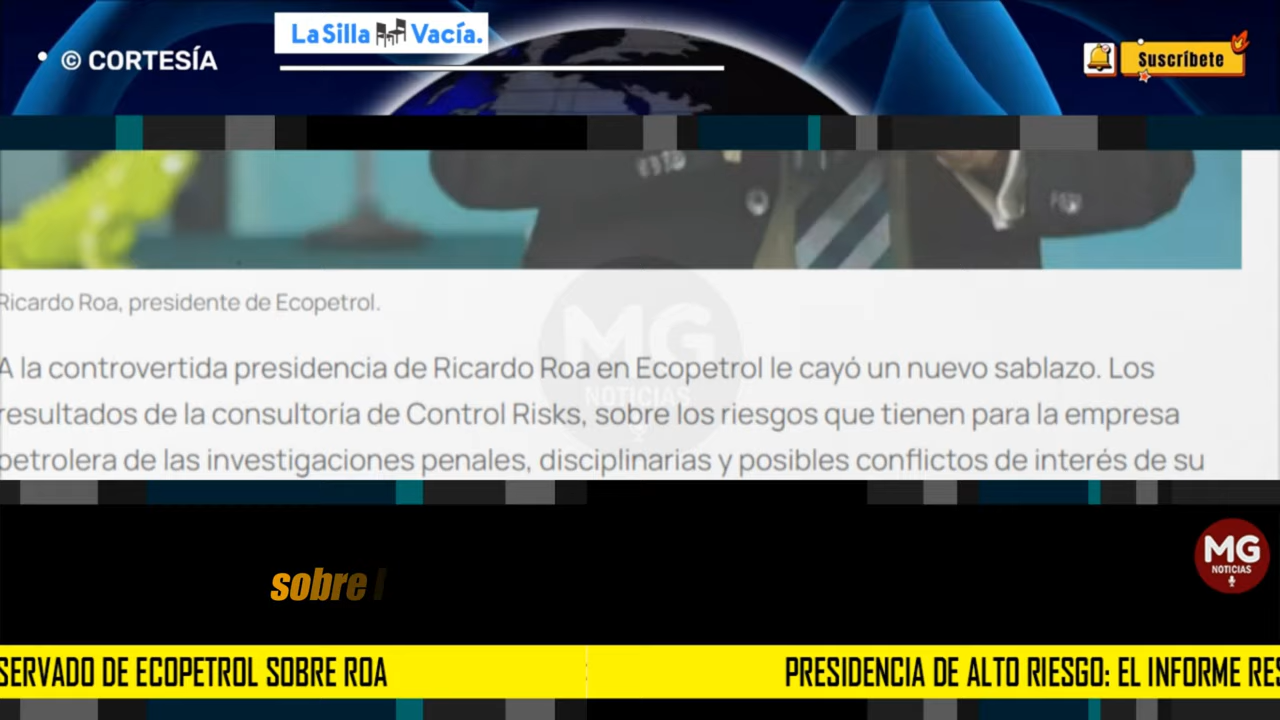 © CORTESÍA
La Silla Vacía.
Suscríbete
Ricardo Roa, presidente de Ecopetrol.
A la controvertida presidencia de Ricardo Roa en Ecopetrol le cayó un nuevo sablazo. Los
resultados de la consultoría de Control Risks, sobre los riesgos que tienen para la empresa
petrolera de las investigaciones penales, disciplinarias y posibles conflictos de interés de su
MG
NOTICIAS
sobre
MG
NOTICIAS
SERVADO DE ECOPETROL SOBRE ROA
PRESIDENCIA DE ALTO RIESGO: EL INFORME RES